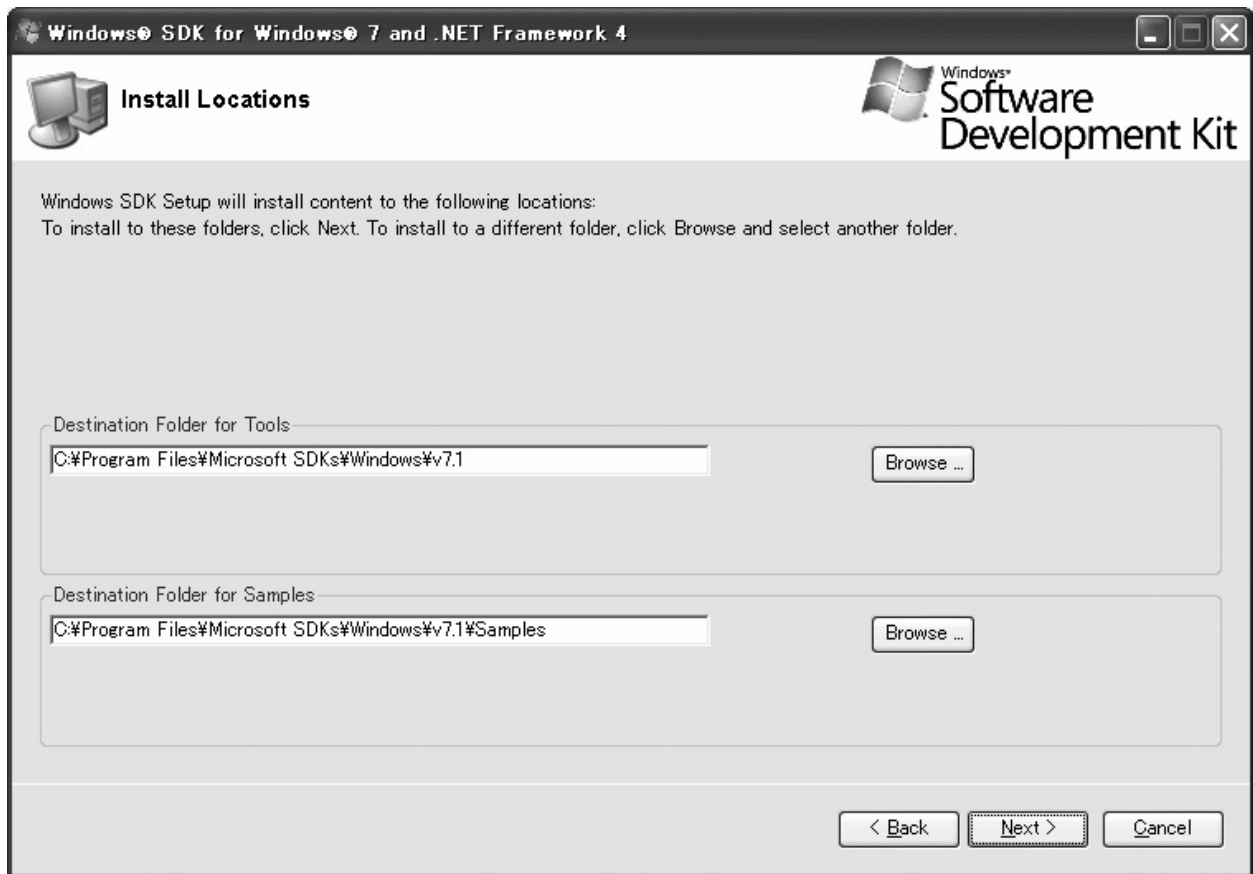 Windows® SDK for Windows® 7 and .NET Framework 4
Install Locations
Windows®
Software
Development Kit
Windows SDK Setup will install content to the following locations:
To install to these folders, click Next. To install to a different folder, click Browse and select another folder.
Destination Folder for Tools
C:¥Program Files¥Microsoft SDKs¥Windows¥v7.1
Browse ...
Destination Folder for Samples
C:¥Program Files¥Microsoft SDKs¥Windows¥v7.1¥Samples
Browse ...
< Back
Next >
Cancel